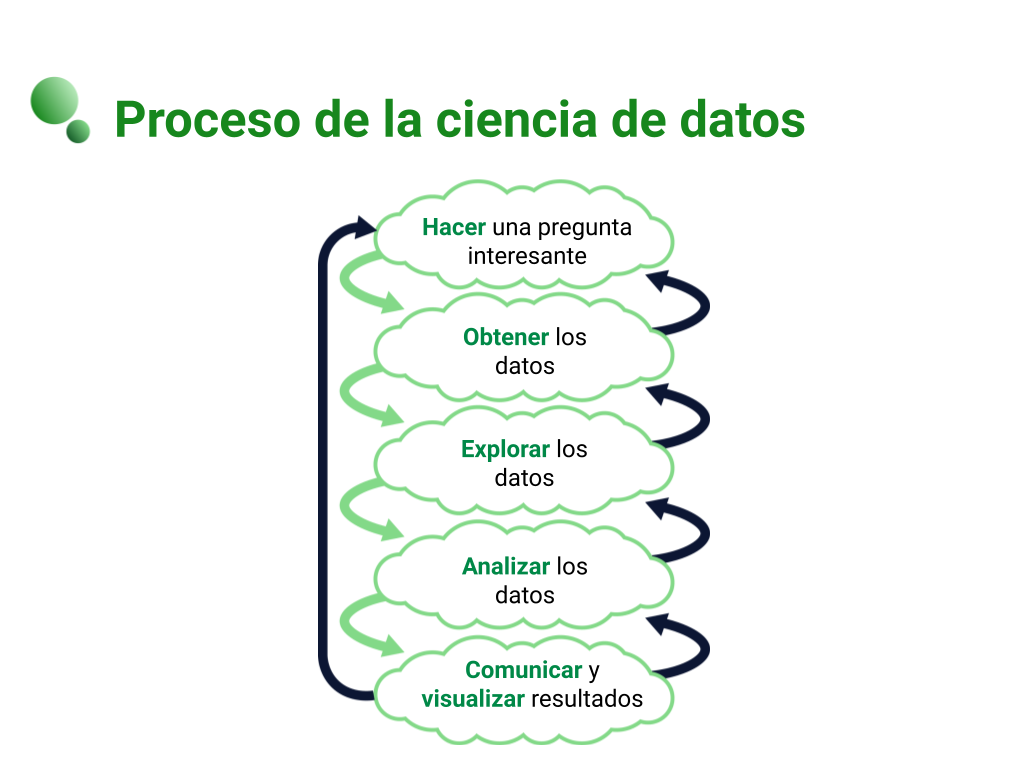 Proceso de la ciencia de datos
Hacer una pregunta
interesante
Obtener los
datos
Explorar los
datos
Analizar los
datos
Comunicar y
visualizar resultados